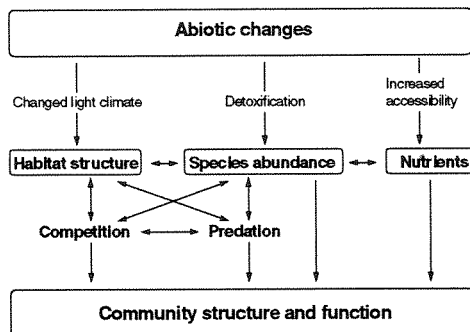 Abiotic changes
Changed light climate
Detoxification
Increased
accessibility
Habitat structure
Species abundance
Nutrients
Competition
Predation
Community structure and function